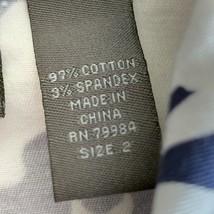 97% COTTON
3% SPANDEX
MADE IN
CHINA
RN 79984
SIZE 2